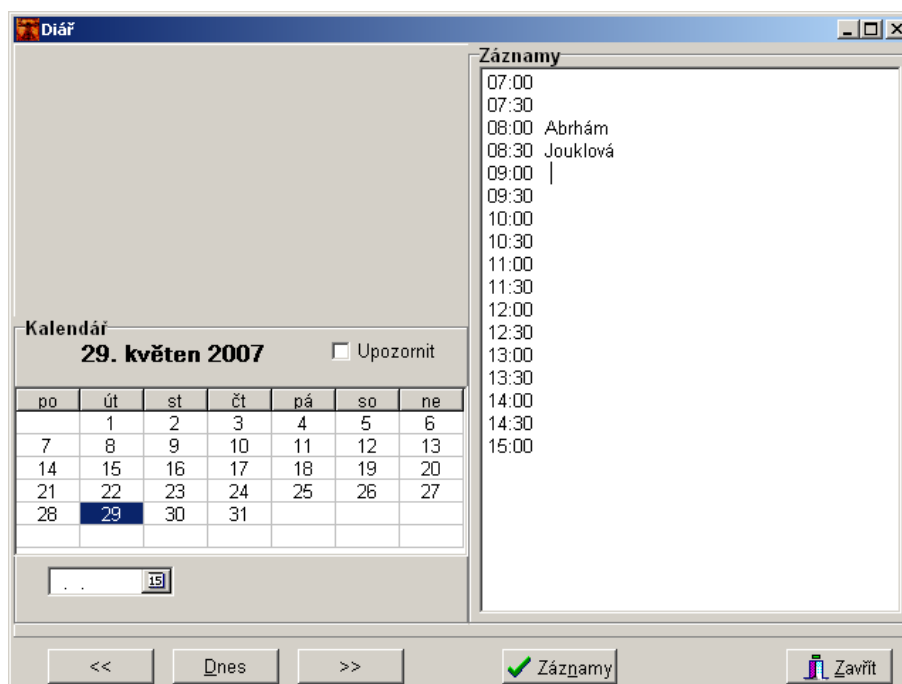 Diář
Záznamy
07:00
07:30
08:00 Abrhám
08:30 Jouklová
09:00
09:30
10:00
10:30
11:00
11:30
12:00
12:30
13:00
13:30
14:00
14:30
15:00
Kalendář
29. květen 2007 Upozornit
po út st čt pá so ne
1 2 3 4 5 6
7 8 9 10 11 12 13
14 15 16 17 18 19 20
21 22 23 24 25 26 27
28 29 30 31
. . 15
<< Dnes >> Záznamy Zavřít